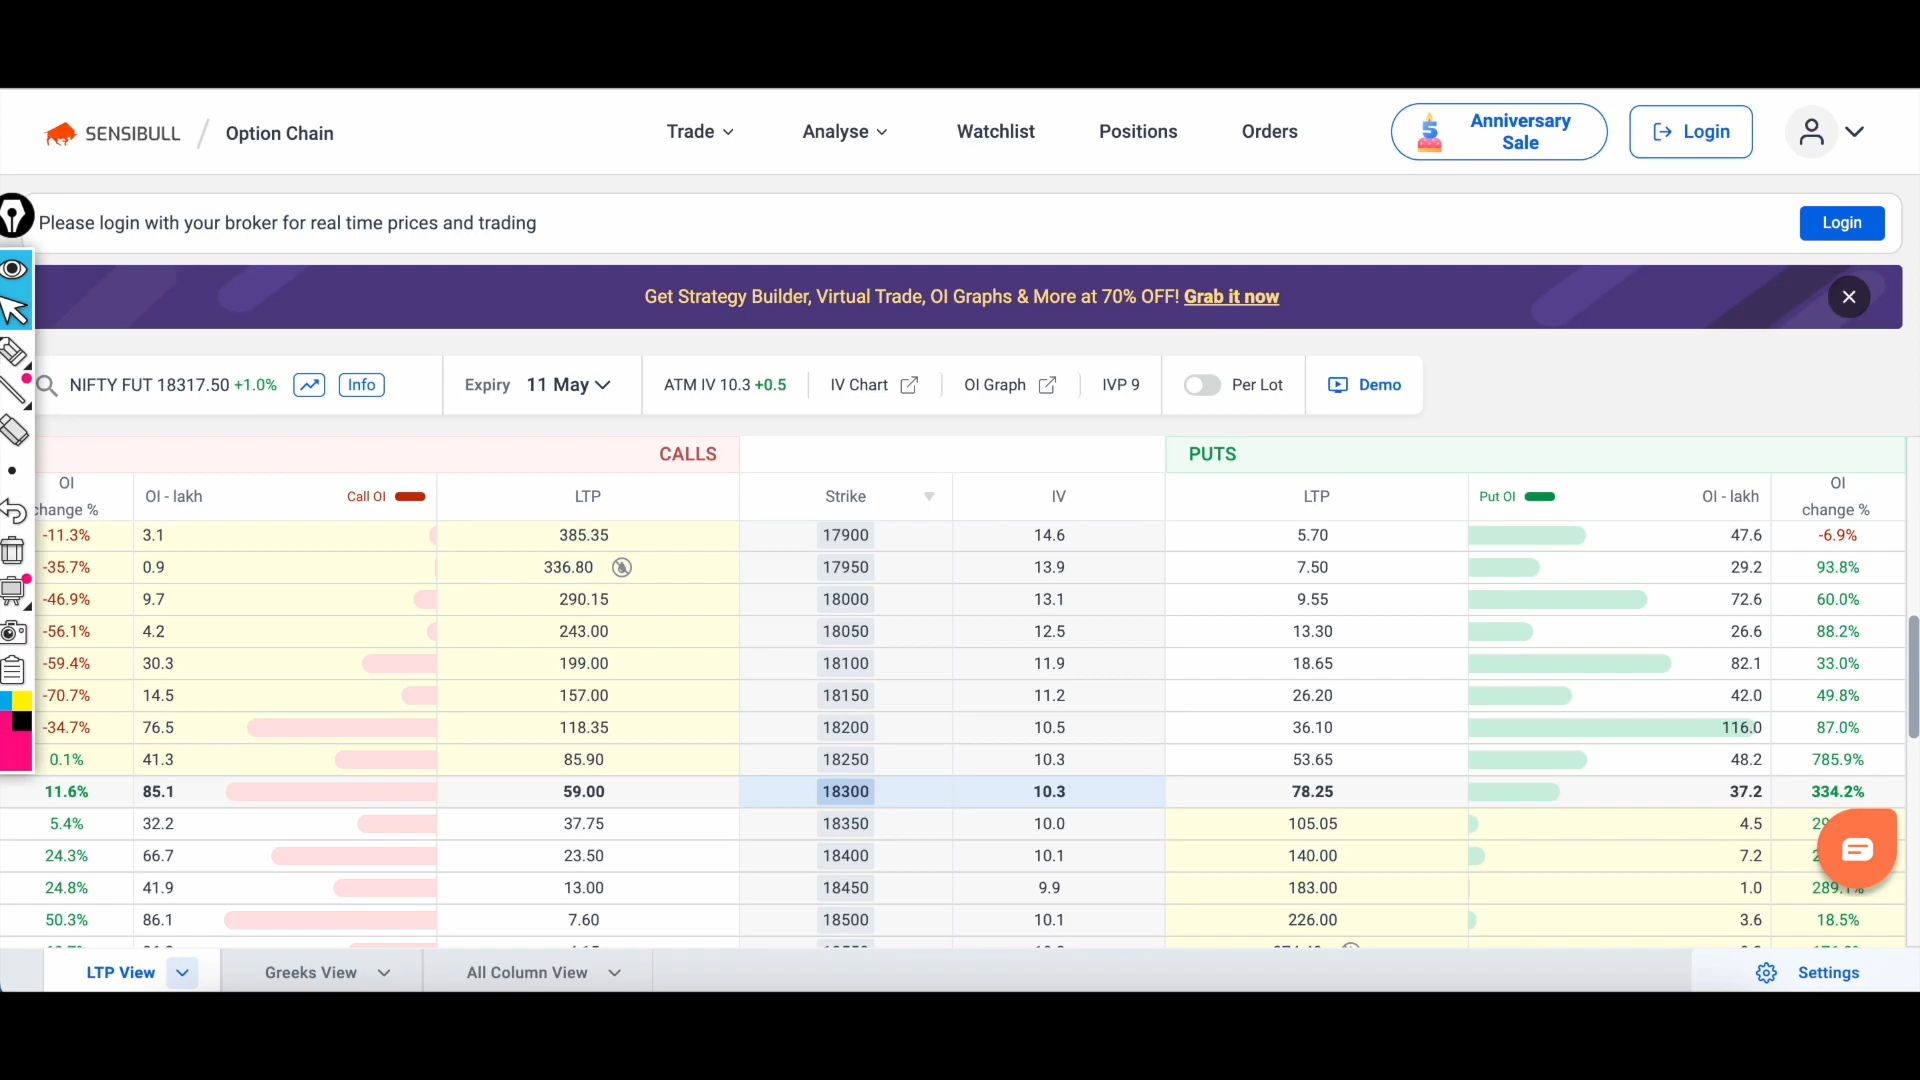 SENSIBULL / Option Chain Trade Analyse Watchlist Positions Orders 5 Anniversary Sale Login
Please login with your broker for real time prices and trading Login
Get Strategy Builder, Virtual Trade, OI Graphs & More at 70% OFF! Grab it now
NIFTY FUT 18317.50 +1.0% Info Expiry 11 May ATM IV 10.3 +0.5 IV Chart OI Graph IVP 9 Per Lot Demo
CALLS PUTS
OI change % OI - lakh Call OI LTP Strike IV LTP Put OI OI - lakh OI change %
-11.3% 3.1 385.35 17900 14.6 5.70 47.6 -6.9%
-35.7% 0.9 336.80 17950 13.9 7.50 29.2 93.8%
-46.9% 9.7 290.15 18000 13.1 9.55 72.6 60.0%
-56.1% 4.2 243.00 18050 12.5 13.30 26.6 88.2%
-59.4% 30.3 199.00 18100 11.9 18.65 82.1 33.0%
-70.7% 14.5 157.00 18150 11.2 26.20 42.0 49.8%
-34.7% 76.5 118.35 18200 10.5 36.10 116.0 87.0%
0.1% 41.3 85.90 18250 10.3 53.65 48.2 785.9%
11.6% 85.1 59.00 18300 10.3 78.25 37.2 334.2%
5.4% 32.2 37.75 18350 10.0 105.05 4.5
24.3% 66.7 23.50 18400 10.1 140.00 7.2
24.8% 41.9 13.00 18450 9.9 183.00 1.0 289.1%
50.3% 86.1 7.60 18500 10.1 226.00 3.6 18.5%
LTP View Greeks View All Column View Settings